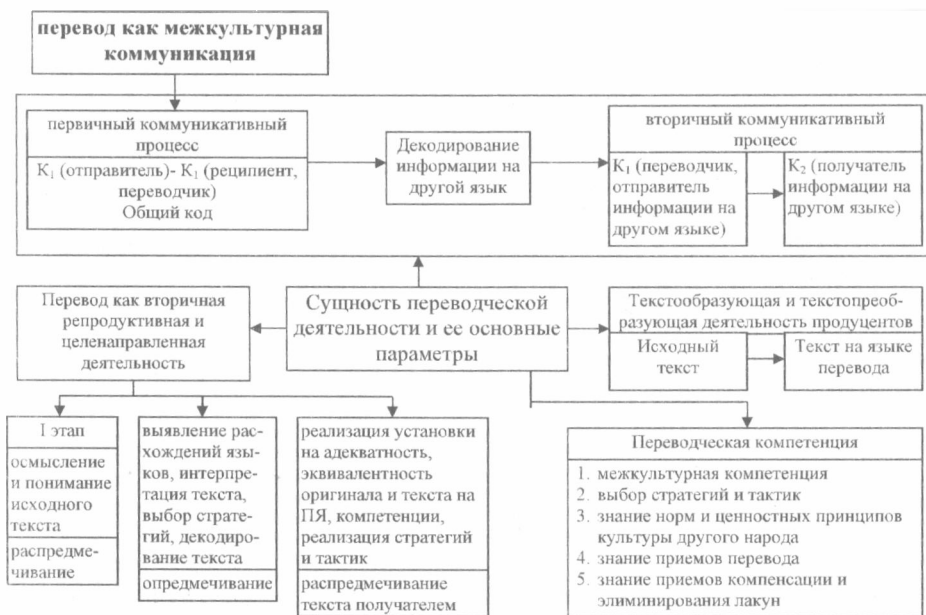 перевод как межкультурная
коммуникация
первичный коммуникативный
процесс
К₁ (отправитель)- К₁ (реципиент,
переводчик)
Общий код
Декодирование
информации на
другой язык
вторичный коммуникативный
процесс
К₁ (переводчик,
отправитель
информации на
другом языке)
К₂ (получатель
информации на
другом языке)
Перевод как вторичная
репродуктивная и
целенаправленная
деятельность
Сущность переводческой
деятельности и ее основные
параметры
Текстообразующая и текстопреоб-
разующая деятельность продуцентов
Исходный
текст
Текст на языке
перевода
I этап
осмысление
и понимание
исходного
текста
распредме-
чивание
выявление рас-
хождений язы-
ков, интерпре-
тация текста,
выбор страте-
гий, декодиро-
вание текста
опредмечивание
реализация установки
на адекватность,
эквивалентность
оригинала и текста на
ПЯ, компетенции,
реализация стратегий
и тактик
распредмечивание
текста получателем
Переводческая компетенция
1. межкультурная компетенция
2. выбор стратегий и тактик
3. знание норм и ценностных принципов
культуры другого народа
4. знание приемов перевода
5. знание приемов компенсации и
элиминирования лакун